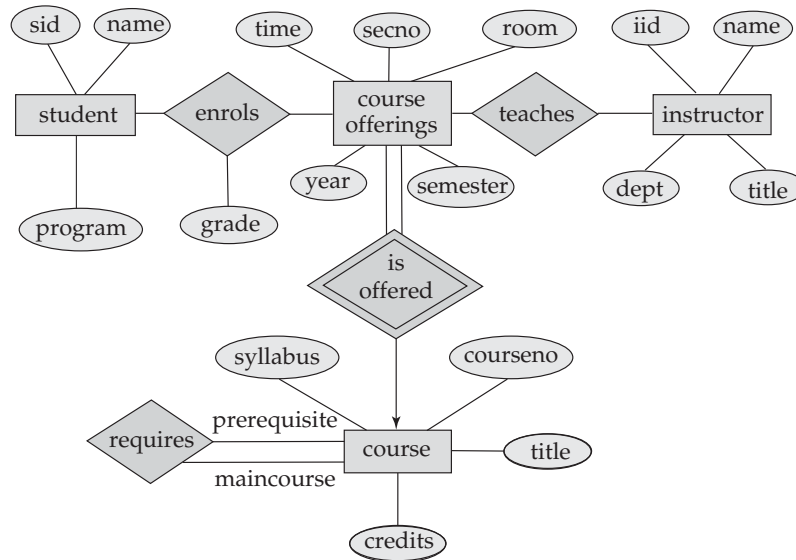 sid
name
time
secno
room
iid
name
student
enrols
course
offerings
teaches
instructor
year
semester
program
grade
dept
title
is
offered
syllabus
courseno
requires
prerequisite
maincourse
course
title
credits